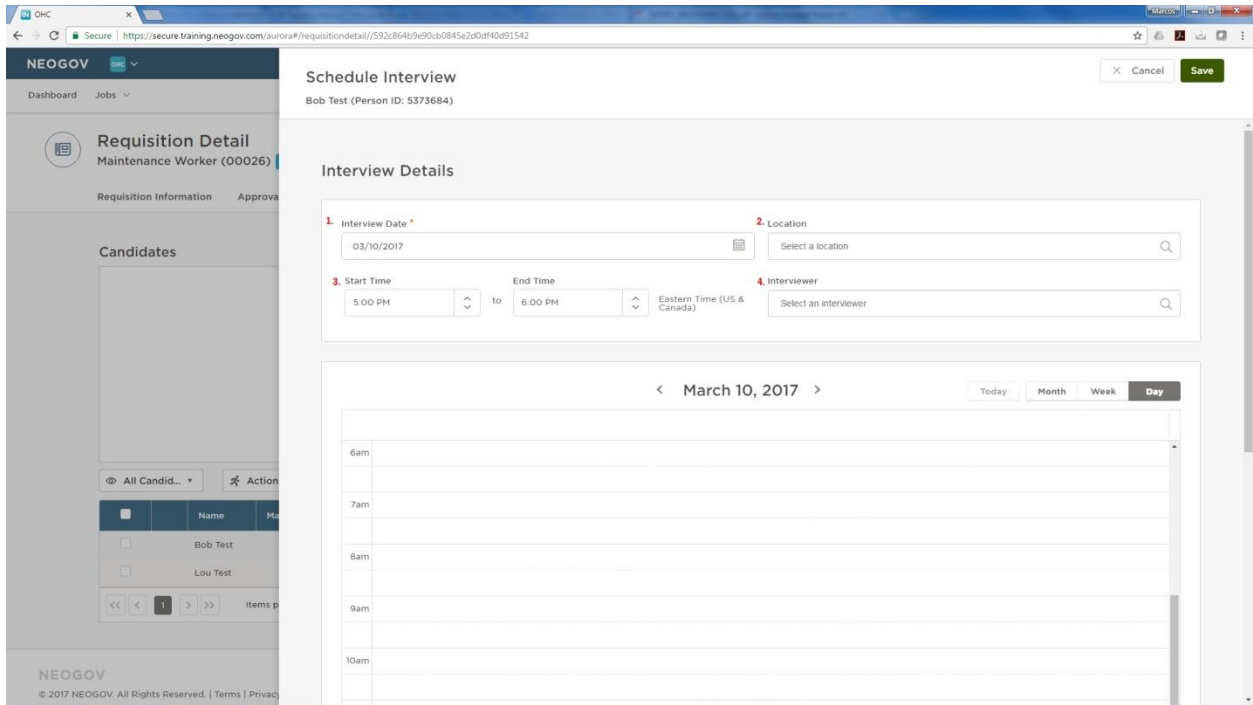 OHC
Marcos
Secure | https://secure.training.neogov.com/aurora#/requisitiondetail//592c864b9e90cb0845e2d0df40d91542
NEOGOV OHC
Dashboard Jobs
Requisition Detail
Maintenance Worker (00026)
Requisition Information Approva
Candidates
All Candid... Action
Name Ma
Bob Test
Lou Test
<< < 1 > >> Items p
NEOGOV
© 2017 NEOGOV. All Rights Reserved. | Terms | Privacy
Schedule Interview
× Cancel Save
Bob Test (Person ID: 5373684)
Interview Details
1. Interview Date * 2. Location
03/10/2017 Select a location
3. Start Time End Time 4. Interviewer
5:00 PM to 6:00 PM Eastern Time (US & Canada) Select an interviewer
< March 10, 2017 > Today Month Week Day
6am
7am
8am
9am
10am